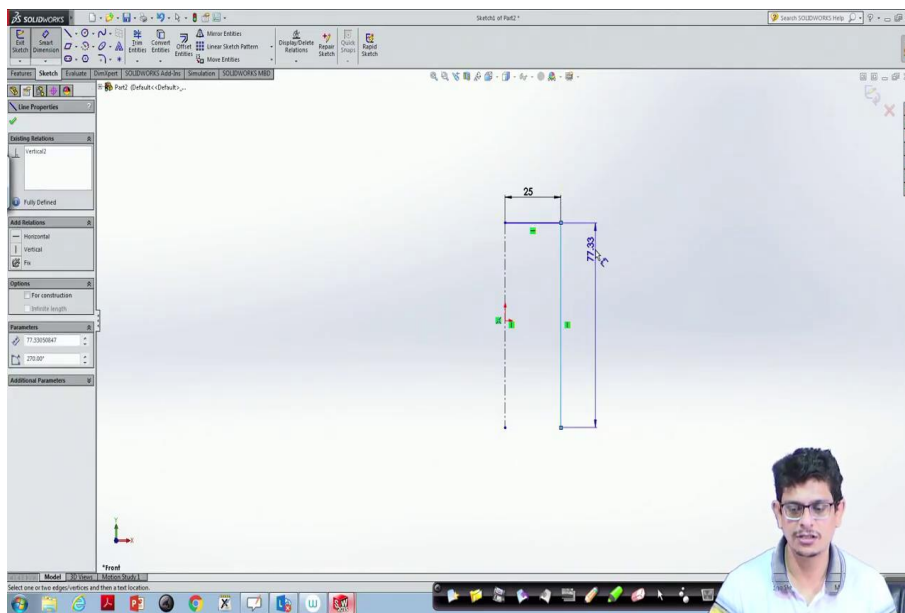 SOLIDWORKS
Sketch1 of Part2 *
Search SOLIDWORKS Help
Exit Sketch
Smart Dimension
Trim Entities
Convert Entities
Offset Entities
Mirror Entities
Linear Sketch Pattern
Move Entities
Display/Delete Relations
Repair Sketch
Quick Snaps
Rapid Sketch
Features Sketch Evaluate DimXpert SOLIDWORKS Add-Ins Simulation SOLIDWORKS MBD
Part2 (Default<<Default>_...
Line Properties
Existing Relations
Vertical2
Fully Defined
Add Relations
Horizontal
Vertical
Fix
Options
For construction
Infinite length
Parameters
77.33050847
270.00°
Additional Parameters
25
77.33
Y
X
*Front
Model 3D Views Motion Study 1
Select one or two edges/vertices and then a text location.